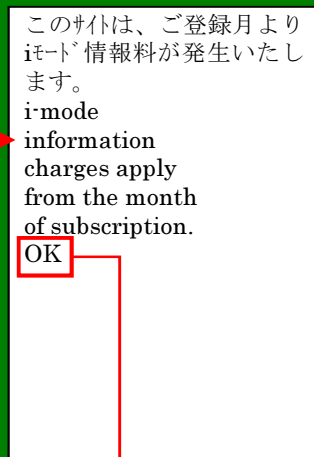 このｻｲﾄは、ご登録月より
iﾓｰﾄﾞ情報料が発生いたし
ます。
i-mode
information
charges apply
from the month
of subscription.
OK